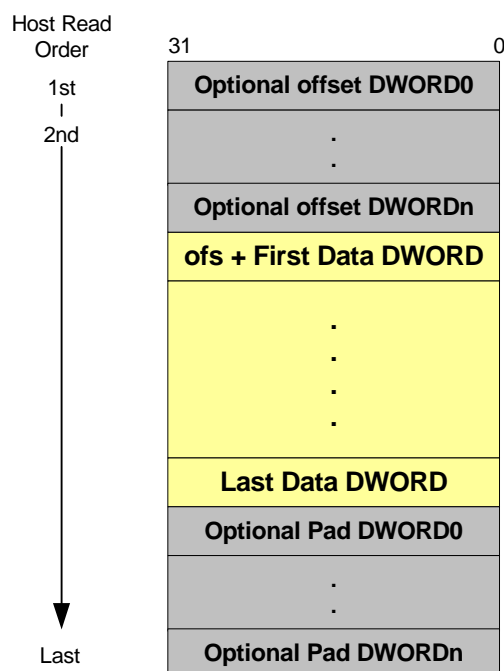 Host Read
Order
31 0
1st
Optional offset DWORD0
2nd
.
.
Optional offset DWORDn
ofs + First Data DWORD
.
.
.
.
Last Data DWORD
Optional Pad DWORD0
.
.
Last
Optional Pad DWORDn